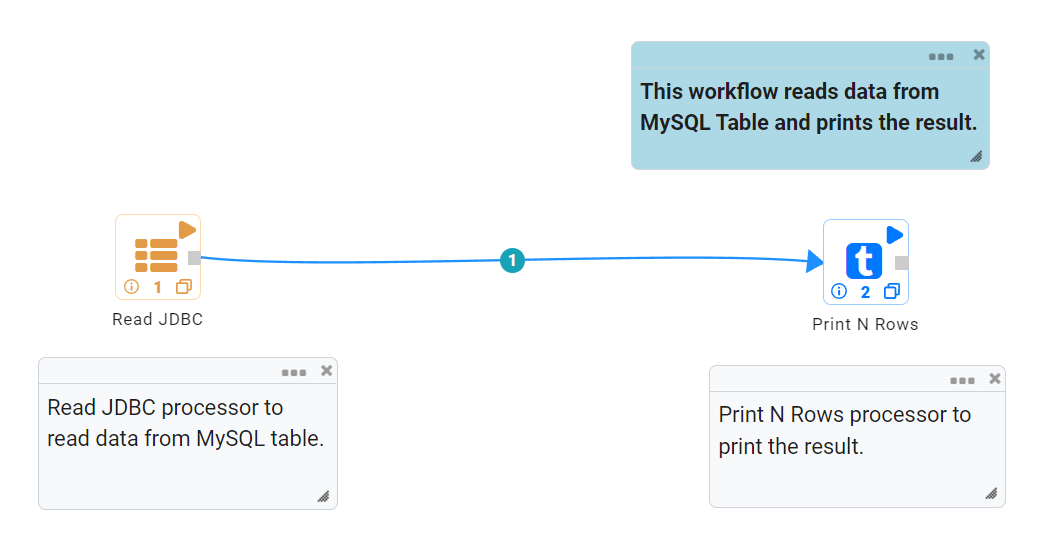 This workflow reads data from
MySQL Table and prints the result.
1
1
Read JDBC
t
2
Print N Rows
Read JDBC processor to
read data from MySQL table.
Print N Rows processor to
print the result.